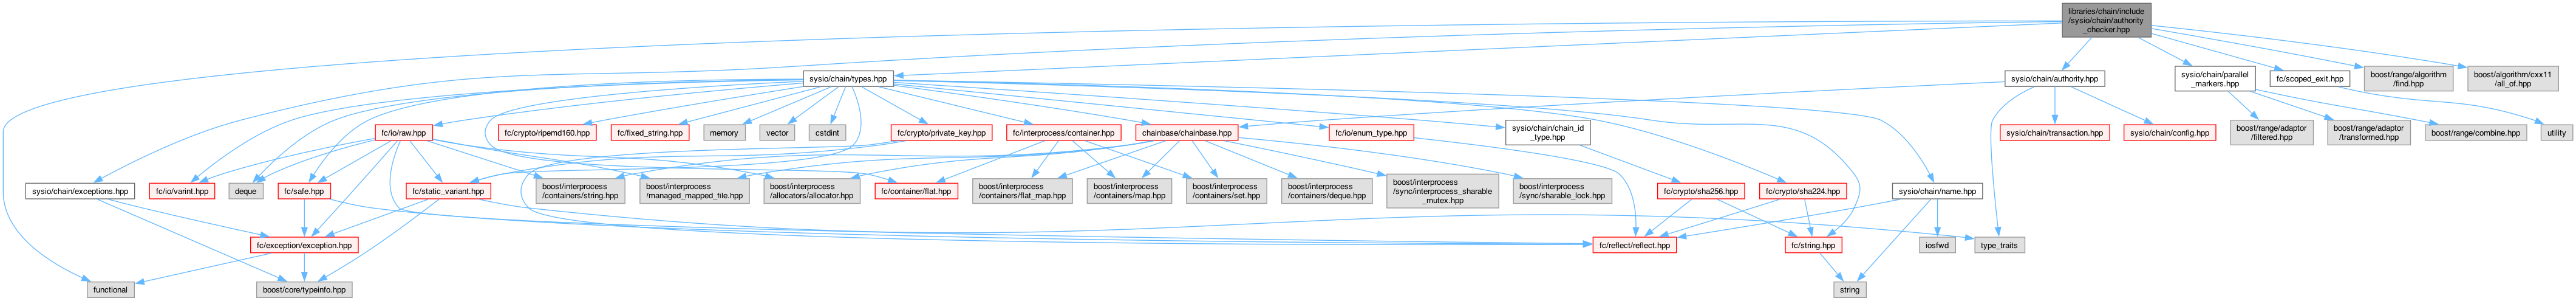 libraries/chain/include
/sysio/chain/authority
_checker.hpp
sysio/chain/types.hpp
sysio/chain/authority.hpp
sysio/chain/parallel
_markers.hpp
fc/scoped_exit.hpp
boost/range/algorithm
/find.hpp
boost/algorithm/cxx11
/all_of.hpp
fc/io/raw.hpp
fc/crypto/ripemd160.hpp
fc/fixed_string.hpp
memory
vector
cstdint
fc/crypto/private_key.hpp
fc/interprocess/container.hpp
chainbase/chainbase.hpp
fc/io/enum_type.hpp
sysio/chain/chain_id
_type.hpp
sysio/chain/transaction.hpp
sysio/chain/config.hpp
boost/range/adaptor
/filtered.hpp
boost/range/adaptor
/transformed.hpp
boost/range/combine.hpp
utility
sysio/chain/exceptions.hpp
fc/io/varint.hpp
deque
fc/safe.hpp
fc/static_variant.hpp
boost/interprocess
/containers/string.hpp
boost/interprocess
/managed_mapped_file.hpp
boost/interprocess
/allocators/allocator.hpp
fc/container/flat.hpp
boost/interprocess
/containers/flat_map.hpp
boost/interprocess
/containers/map.hpp
boost/interprocess
/containers/set.hpp
boost/interprocess
/containers/deque.hpp
boost/interprocess
/sync/interprocess_sharable
_mutex.hpp
boost/interprocess
/sync/sharable_lock.hpp
fc/crypto/sha256.hpp
fc/crypto/sha224.hpp
sysio/chain/name.hpp
fc/exception/exception.hpp
fc/reflect/reflect.hpp
fc/string.hpp
iosfwd
type_traits
functional
boost/core/typeinfo.hpp
string